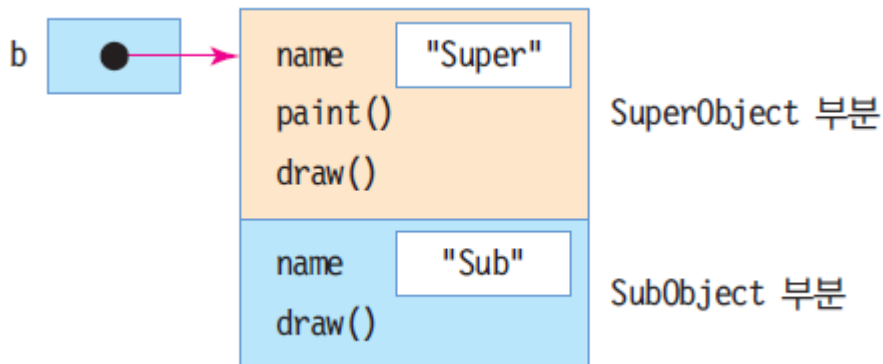 b
name "Super"
paint()
draw()
SuperObject 부분
name "Sub"
draw()
SubObject 부분